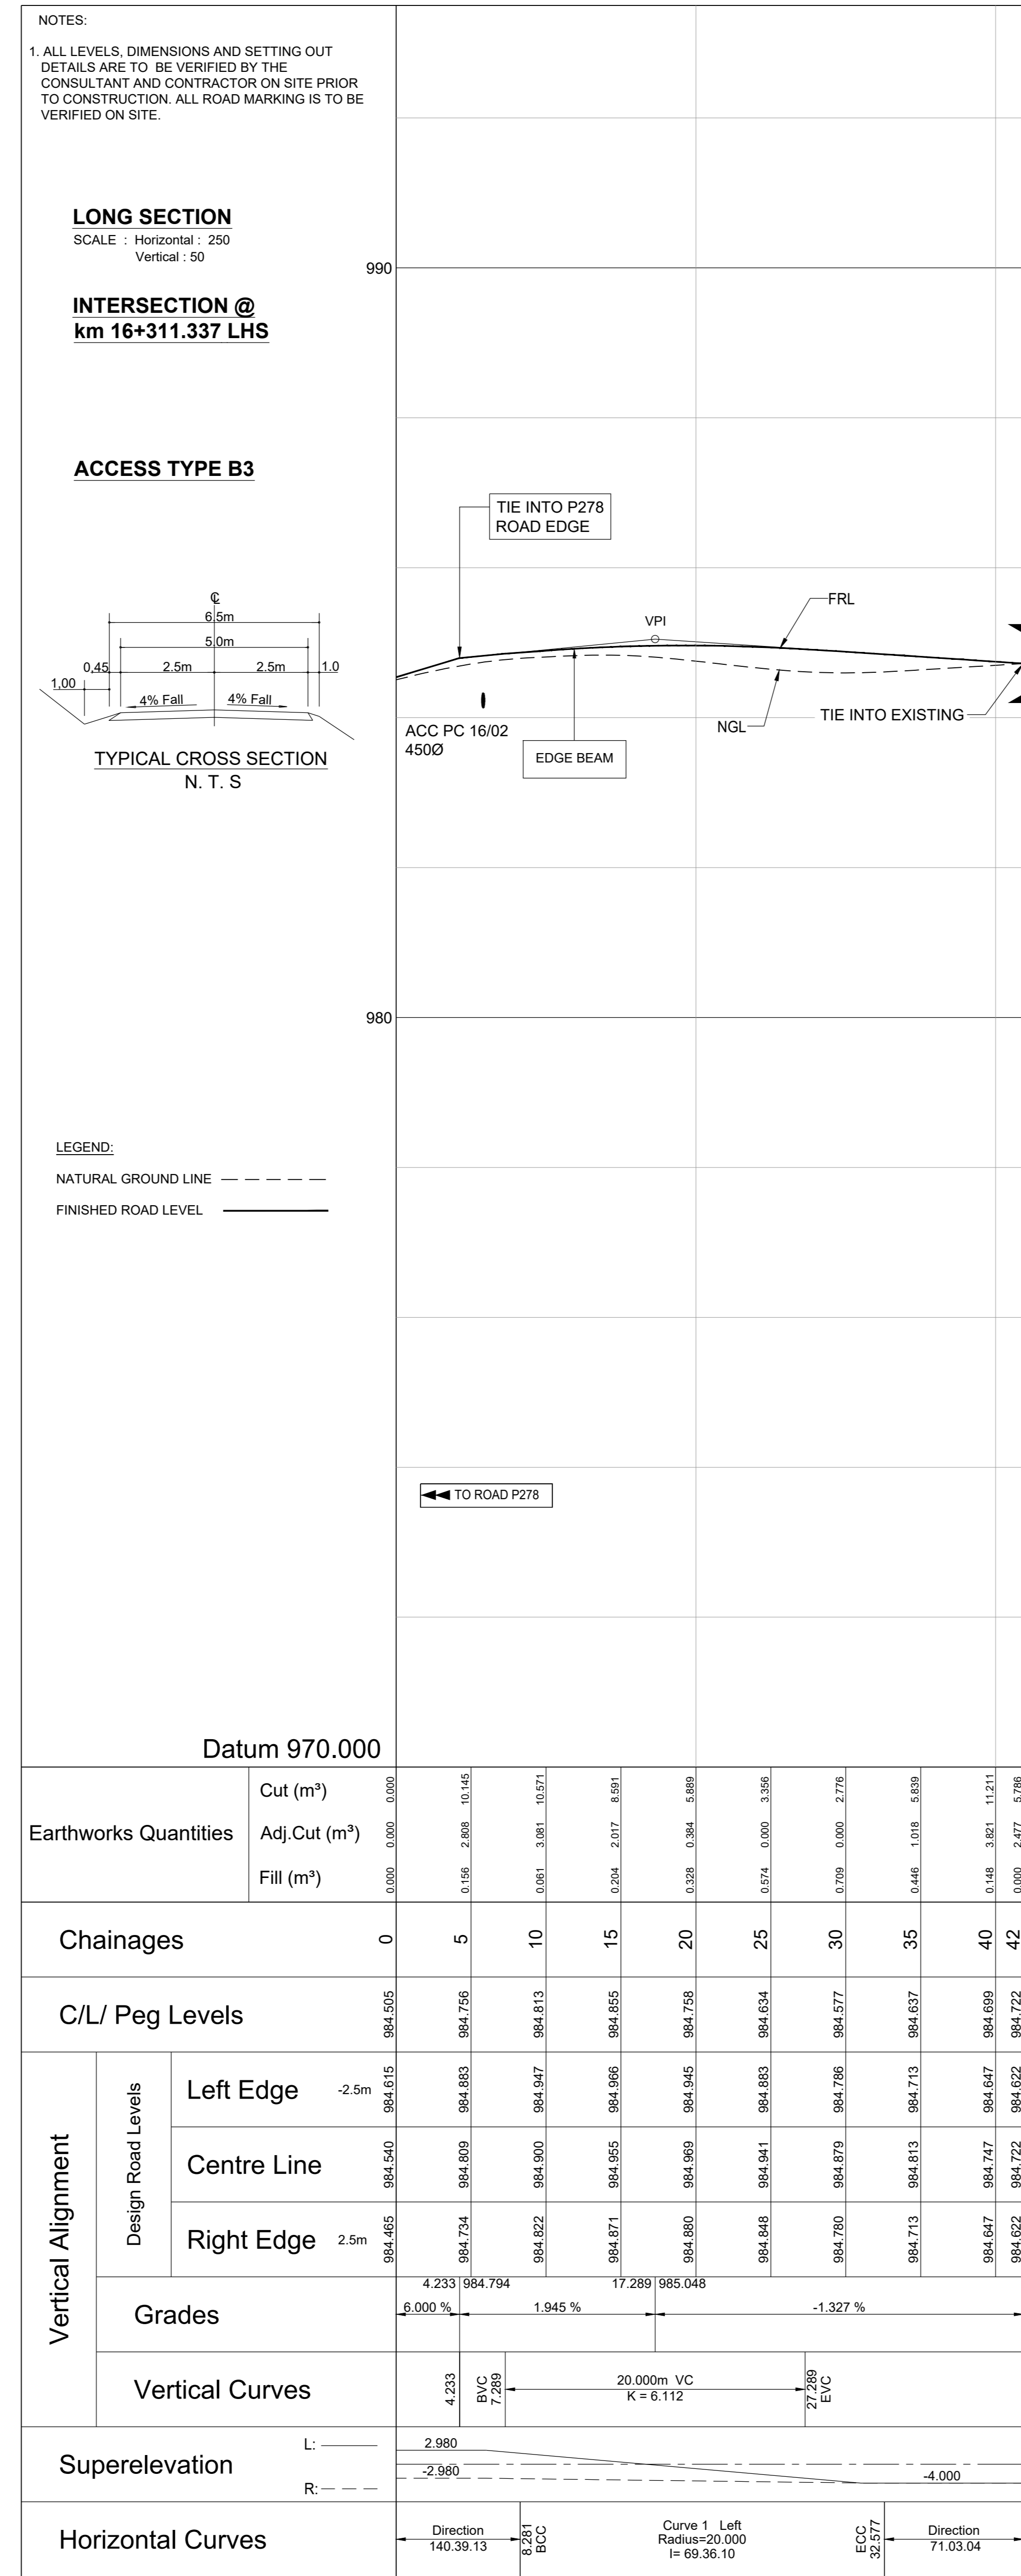 NOTES:
1. ALL LEVELS, DIMENSIONS AND SETTING OUT
DETAILS ARE TO BE VERIFIED BY THE
CONSULTANT AND CONTRACTOR ON SITE PRIOR
TO CONSTRUCTION. ALL ROAD MARKING IS TO BE
VERIFIED ON SITE.
LONG SECTION
SCALE : Horizontal : 250
Vertical : 50
INTERSECTION @
km 16+311.337 LHS
ACCESS TYPE B3
℄
6.5m
5.0m
0,45 2.5m 2.5m 1.0
1,00
4% Fall 4% Fall
TYPICAL CROSS SECTION
N. T. S
990
980
TIE INTO P278
ROAD EDGE
VPI
FRL
ACC PC 16/02
450Ø
EDGE BEAM
NGL
TIE INTO EXISTING
LEGEND:
NATURAL GROUND LINE
FINISHED ROAD LEVEL
TO ROAD P278
Datum 970.000
Earthworks Quantities
Cut (m³) 0.000 10.145 10.571 8.591 5.889 3.356 2.776 5.839 11.211 5.786
Adj.Cut (m³) 0.000 2.808 3.081 2.017 0.384 0.000 0.000 1.018 3.821 2.477
Fill (m³) 0.000 0.156 0.061 0.204 0.328 0.574 0.709 0.446 0.148 0.000
Chainages 0 5 10 15 20 25 30 35 40 42
C/L/ Peg Levels 984.505 984.756 984.813 984.855 984.758 984.634 984.577 984.637 984.699 984.722
Vertical Alignment
Design Road Levels
Left Edge -2.5m 984.615 984.883 984.947 984.966 984.945 984.883 984.786 984.713 984.647 984.622
Centre Line 984.540 984.809 984.900 984.955 984.969 984.941 984.879 984.813 984.747 984.722
Right Edge 2.5m 984.465 984.734 984.822 984.871 984.880 984.848 984.780 984.713 984.647 984.622
4.233 984.794 17.289 985.048
Grades 6.000 % 1.945 % -1.327 %
Vertical Curves
4.233
BVC
7.289
20.000m VC
K = 6.112
27.289
EVC
Superelevation
L:
R:
2.980
-2.980
-4.000
Horizontal Curves
Direction
140.39.13
8.281
BCC
Curve 1 Left
Radius=20.000
I= 69.36.10
ECC
32.577
Direction
71.03.04